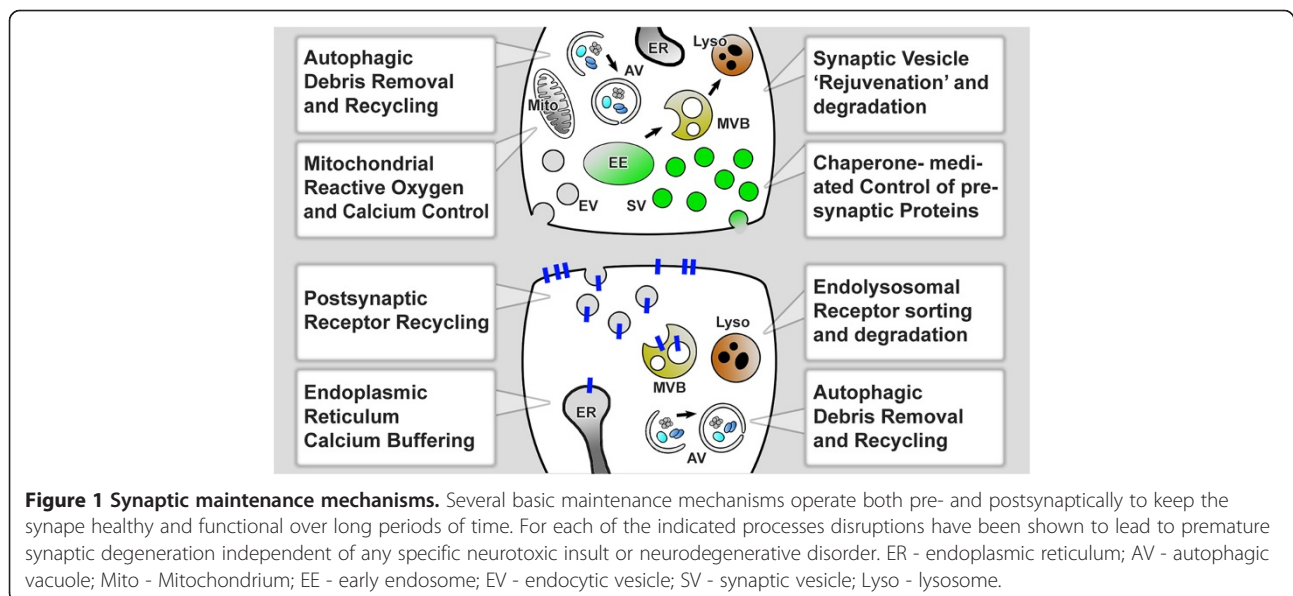 Autophagic
Debris Removal
and Recycling
Mitochondrial
Reactive Oxygen
and Calcium Control
ER
Lyso
AV
Mito
MVB
EE
EV
SV
Synaptic Vesicle
‘Rejuvenation’ and
degradation
Chaperone- medi-
ated Control of pre-
synaptic Proteins
Postsynaptic
Receptor Recycling
Endoplasmic
Reticulum
Calcium Buffering
Lyso
MVB
ER
AV
Endolysosomal
Receptor sorting
and degradation
Autophagic
Debris Removal
and Recycling
Figure 1 Synaptic maintenance mechanisms. Several basic maintenance mechanisms operate both pre- and postsynaptically to keep the
synape healthy and functional over long periods of time. For each of the indicated processes disruptions have been shown to lead to premature
synaptic degeneration independent of any specific neurotoxic insult or neurodegenerative disorder. ER - endoplasmic reticulum; AV - autophagic
vacuole; Mito - Mitochondrium; EE - early endosome; EV - endocytic vesicle; SV - synaptic vesicle; Lyso - lysosome.